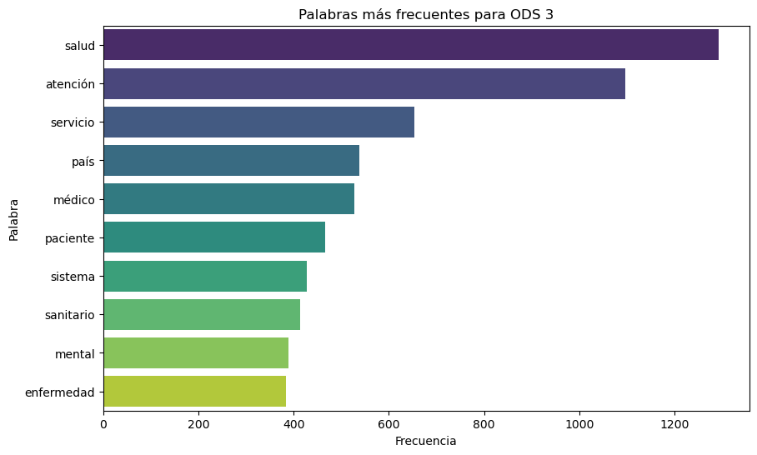 Palabras más frecuentes para ODS 3
Palabra
salud
atención
servicio
país
médico
paciente
sistema
sanitario
mental
enfermedad
0 200 400 600 800 1000 1200
Frecuencia